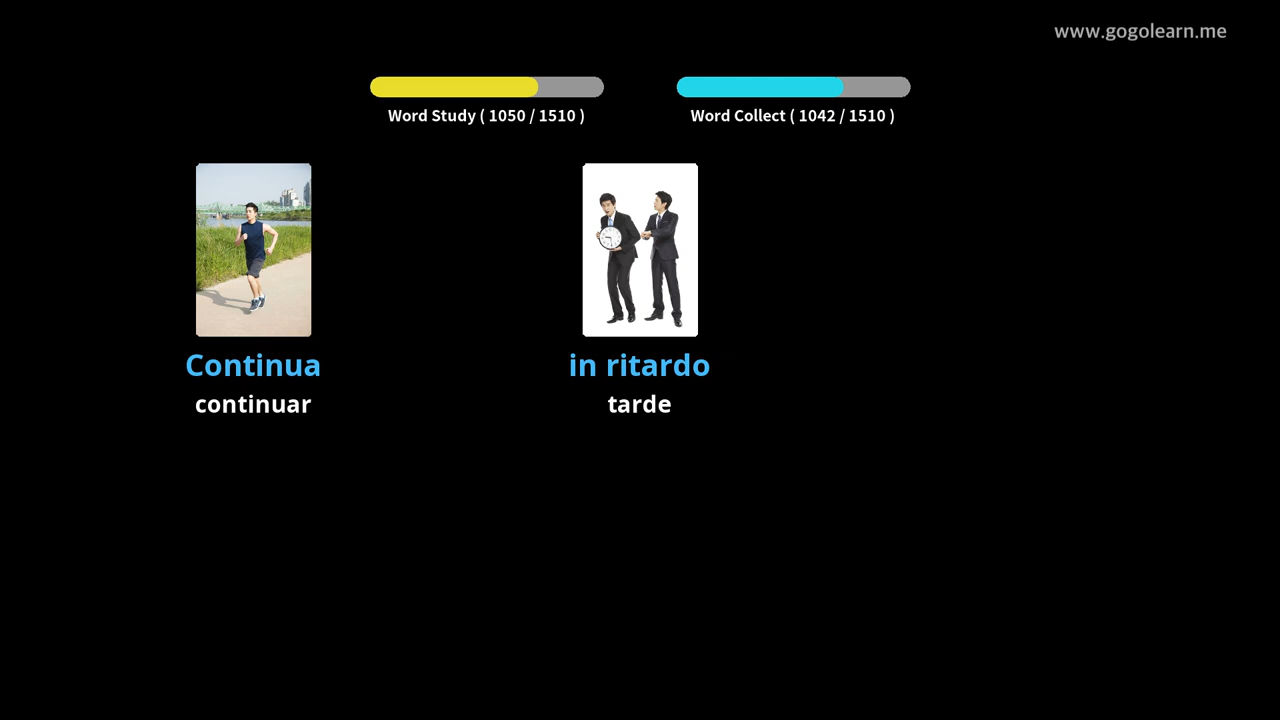 www.gogolearn.me
Word Study ( 1050 / 1510 )
Word Collect ( 1042 / 1510 )
Continua
continuar
in ritardo
tarde